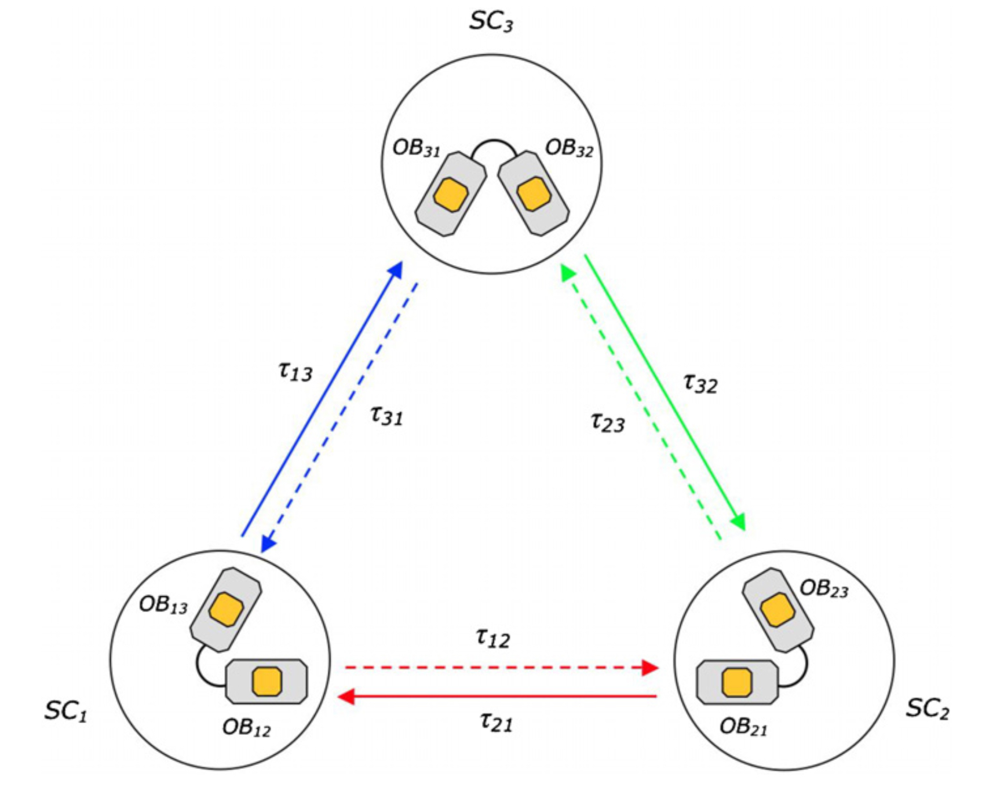 SC₃
OB₃₁
OB₃₂
τ₁₃
τ₃₂
τ₃₁
τ₂₃
OB₁₃
OB₂₃
τ₁₂
SC₁
SC₂
τ₂₁
OB₁₂
OB₂₁